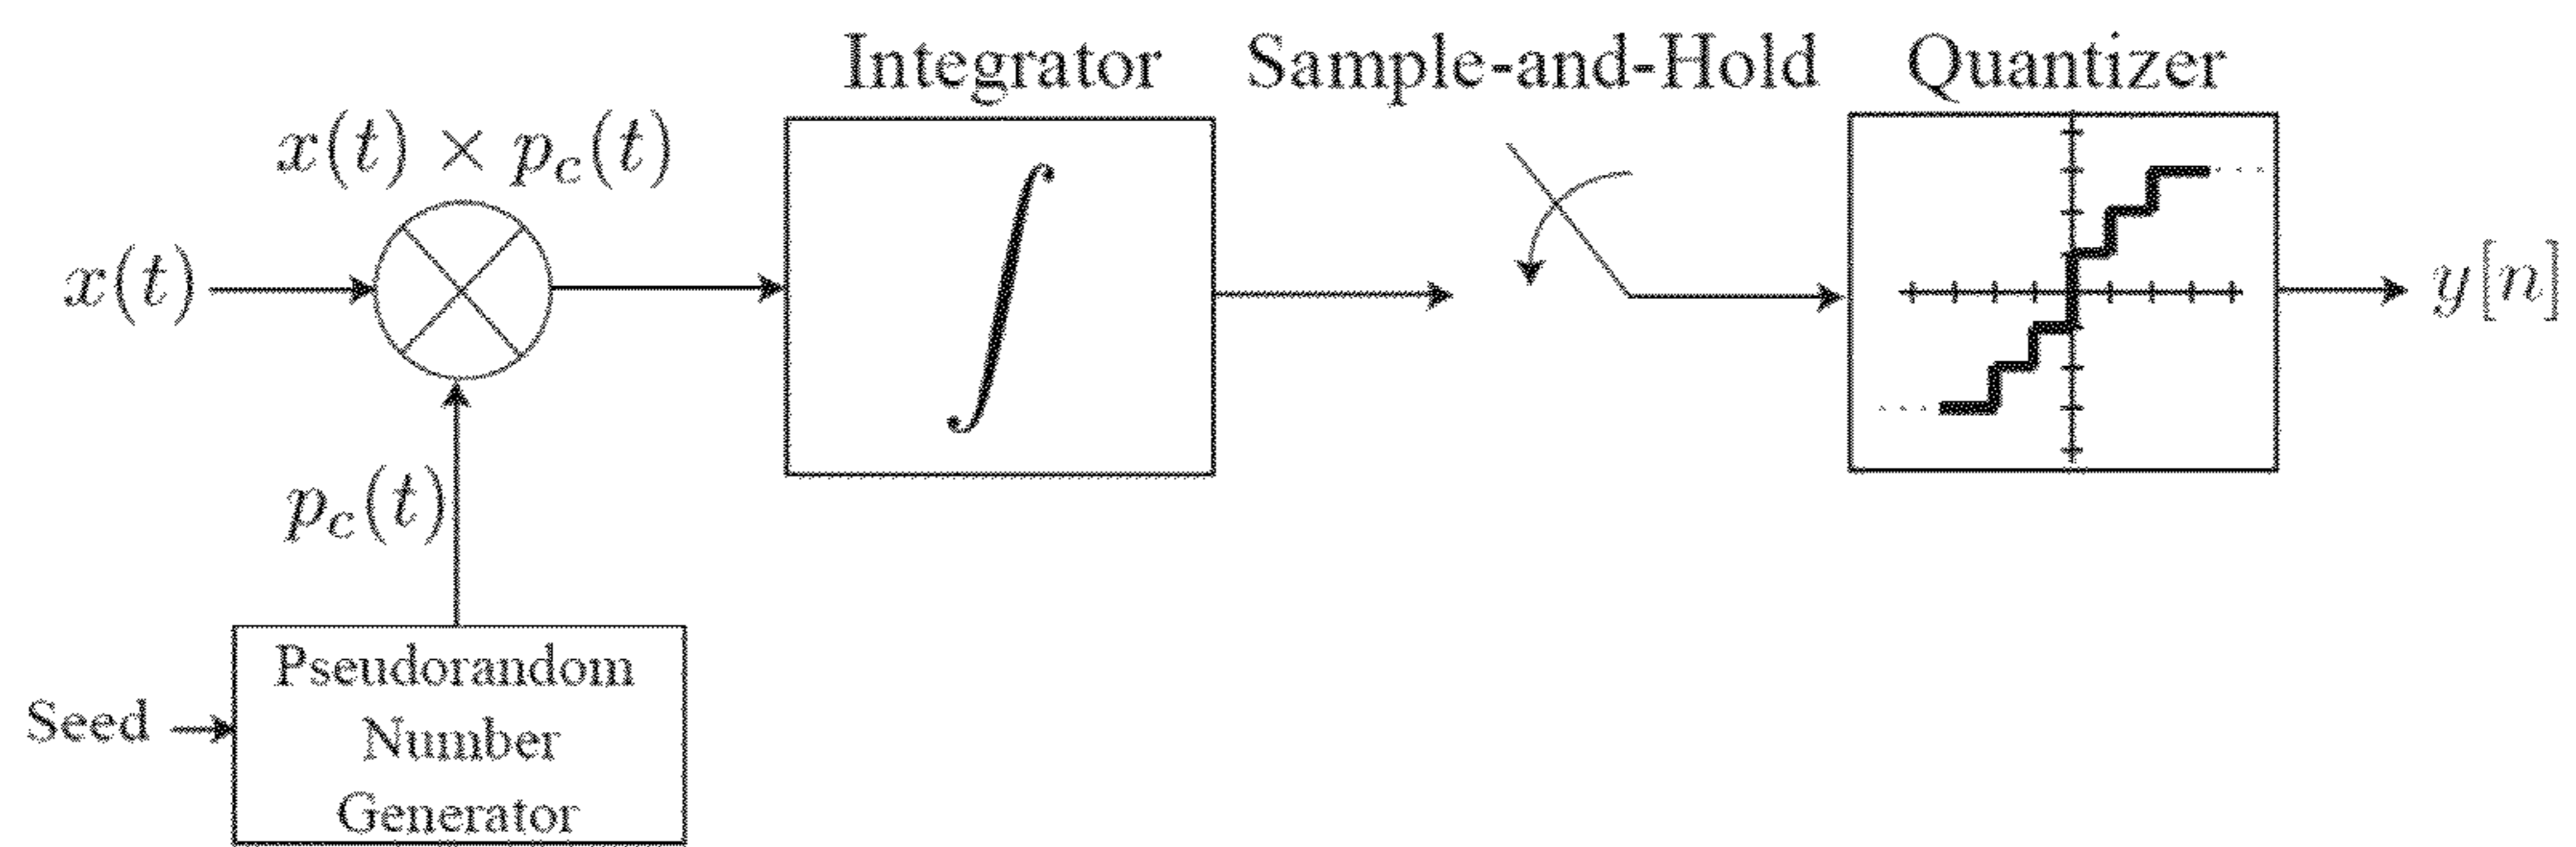 Integrator
Sample-and-Hold
Quantizer
x(t) × p_c(t)
x(t)
∫
y[n]
p_c(t)
Seed
Pseudorandom
Number
Generator